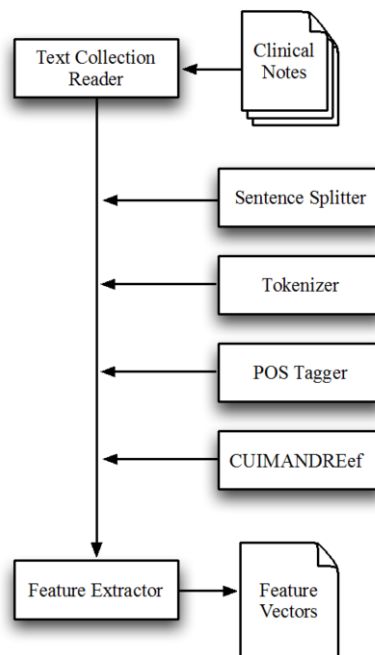 Text Collection
Reader
Clinical
Notes
Sentence Splitter
Tokenizer
POS Tagger
CUIMANDREef
Feature Extractor
Feature
Vectors